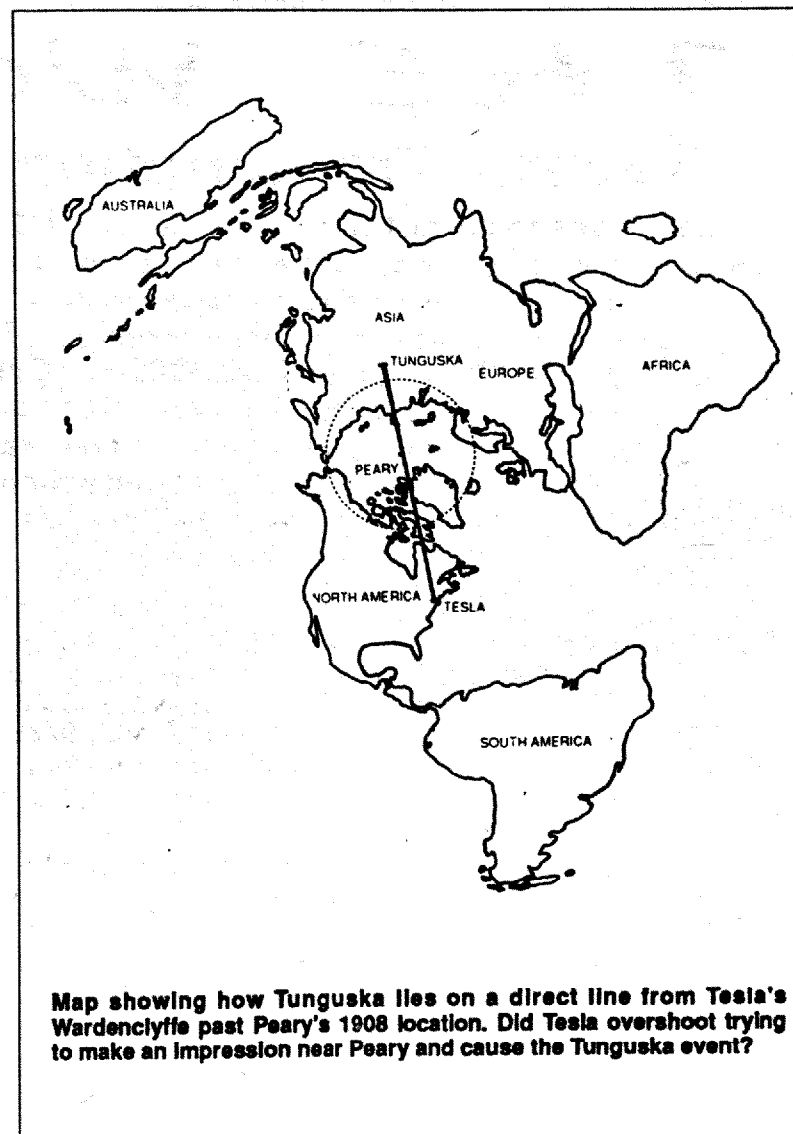 AUSTRALIA
ASIA
TUNGUSKA
EUROPE
AFRICA
PEARY
NORTH AMERICA
TESLA
SOUTH AMERICA
Map showing how Tunguska lies on a direct line from Tesla's
Wardenclyffe past Peary's 1908 location. Did Tesla overshoot trying
to make an impression near Peary and cause the Tunguska event?